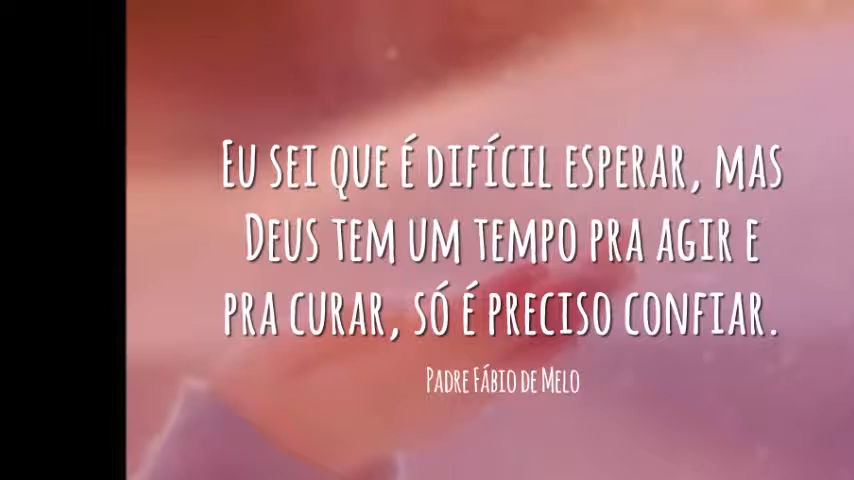 Eu sei que é difícil esperar, mas
Deus tem um tempo pra agir e
pra curar, só é preciso confiar.
Padre Fábio de Melo